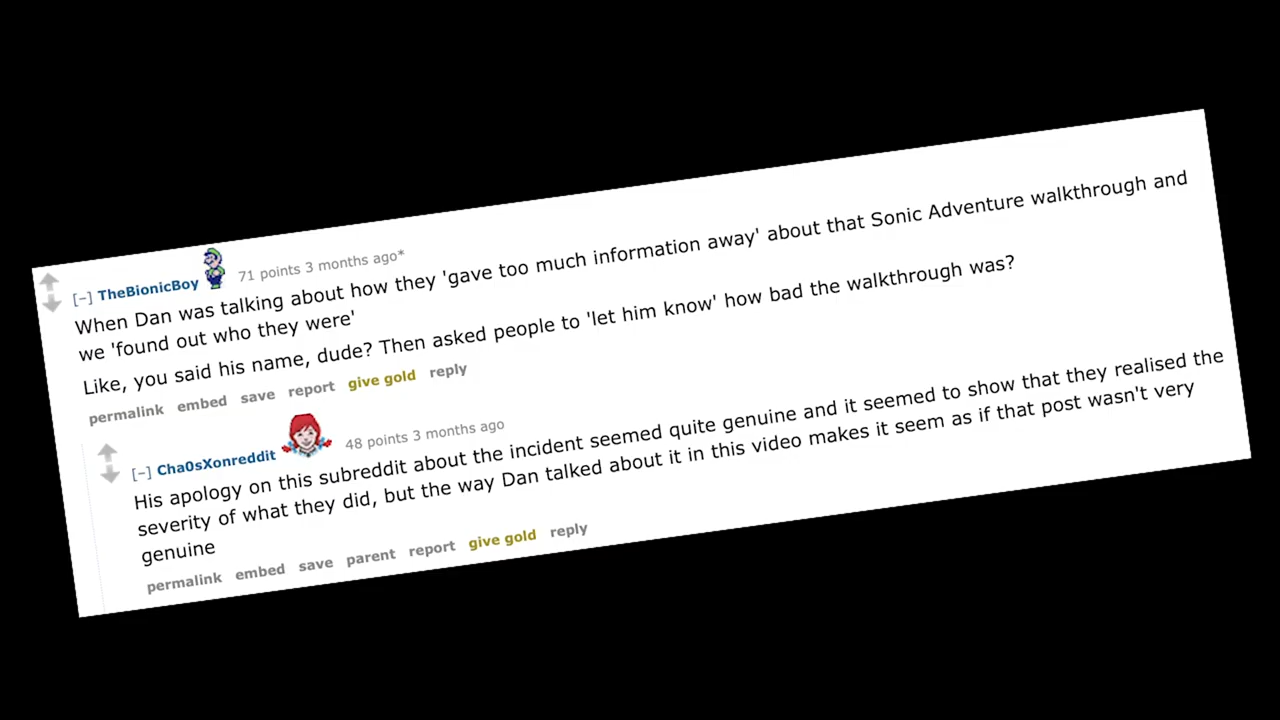 [–] TheBionicBoy 71 points 3 months ago*
When Dan was talking about how they 'gave too much information away' about that Sonic Adventure walkthrough and
we 'found out who they were'
Like, you said his name, dude? Then asked people to 'let him know' how bad the walkthrough was?
permalink embed save report give gold reply
[–] Cha0sXonreddit 48 points 3 months ago
His apology on this subreddit about the incident seemed quite genuine and it seemed to show that they realised the
severity of what they did, but the way Dan talked about it in this video makes it seem as if that post wasn't very
genuine
permalink embed save parent report give gold reply